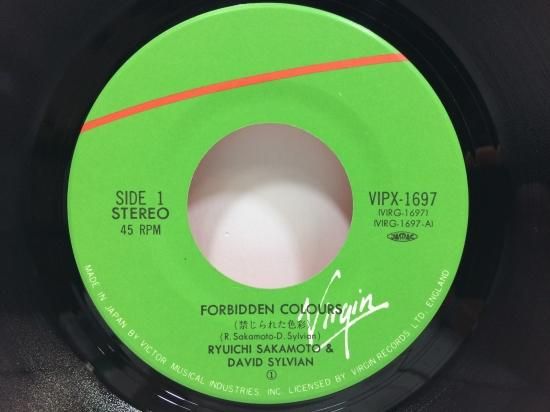 SIDE 1
STEREO
45 RPM
VIPX-1697
(VIRG-1697)
(VIRG-1697-A)
FORBIDDEN COLOURS
(禁じられた色彩)
(R. Sakamoto-D. Sylvian)
RYUICHI SAKAMOTO &
DAVID SYLVIAN
①
Virgin
MADE IN JAPAN BY VICTOR MUSICAL INDUSTRIES, INC. LICENSED BY VIRGIN RECORDS LTD., ENGLAND